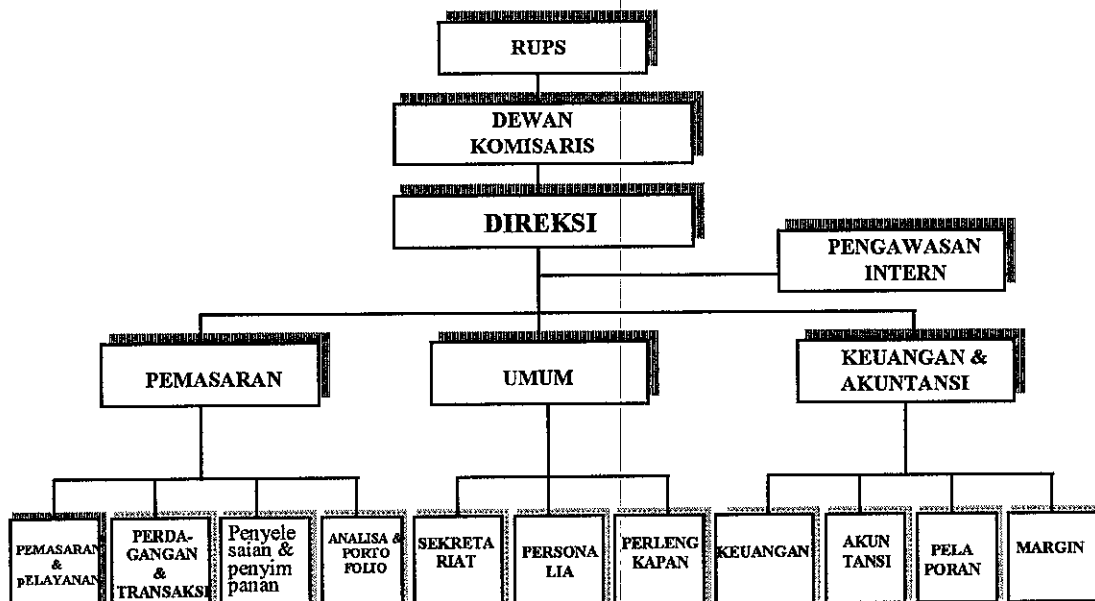 RUPS
DEWAN
KOMISARIS
DIREKSI
PENGAWASAN
INTERN
PEMASARAN
UMUM
KEUANGAN &
AKUNTANSI
PEMASARAN
&
pELAYANAN
PERDA-
GANGAN
&
TRANSAKSI
Penyele
saian &
penyim
panan
ANALISA &
PORTO
FOLIO
SEKRETA
RIAT
PERSONA
LIA
PERLENG
KAPAN
KEUANGAN
AKUN
TANSI
PELA
PORAN
MARGIN